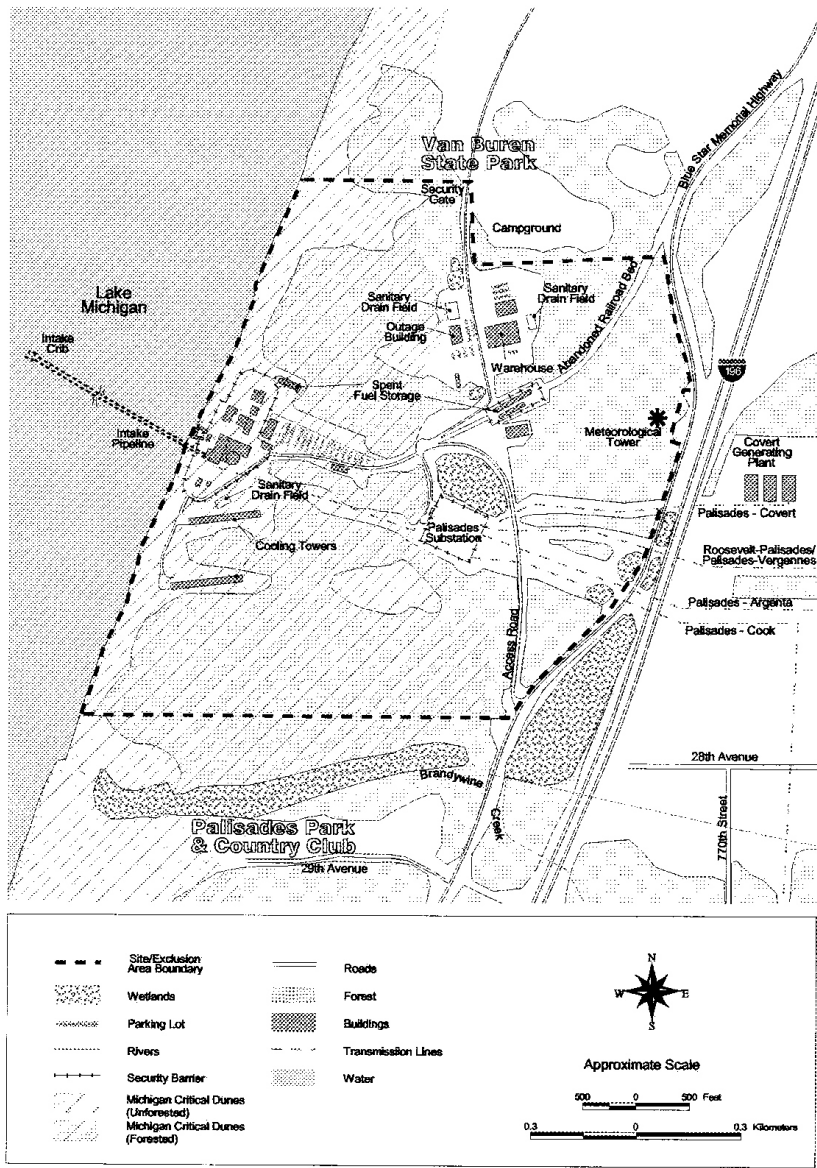 Van Buren
State Park
Security
Gate
Campground
Blue Star Memorial Highway
Lake
Michigan
Sanitary
Drain Field
Sanitary
Drain Field
Outage
Building
Abandoned Railroad Bed
Intake
Crib
Warehouse
196
Spent
Fuel Storage
Intake
Pipeline
Meteorological
Tower
Covert
Generating
Plant
Sanitary
Drain Field
Palisades - Covert
Palisades
Substation
Cooling Towers
Roosevelt-Palisades/
Palisades-Vergennes
Palisades - Argenta
Palisades - Cook
Access Road
28th Avenue
Brandywine
Creek
770th Street
Palisades Park
& Country Club
29th Avenue
Site/Exclusion
Area Boundary
Roads
Wetlands
Forest
Parking Lot
Buildings
Rivers
Transmission Lines
Security Barrier
Water
Michigan Critical Dunes
(Unforested)
Michigan Critical Dunes
(Forested)
N
W E
S
Approximate Scale
500 0 500 Feet
0.3 0 0.3 Kilometers